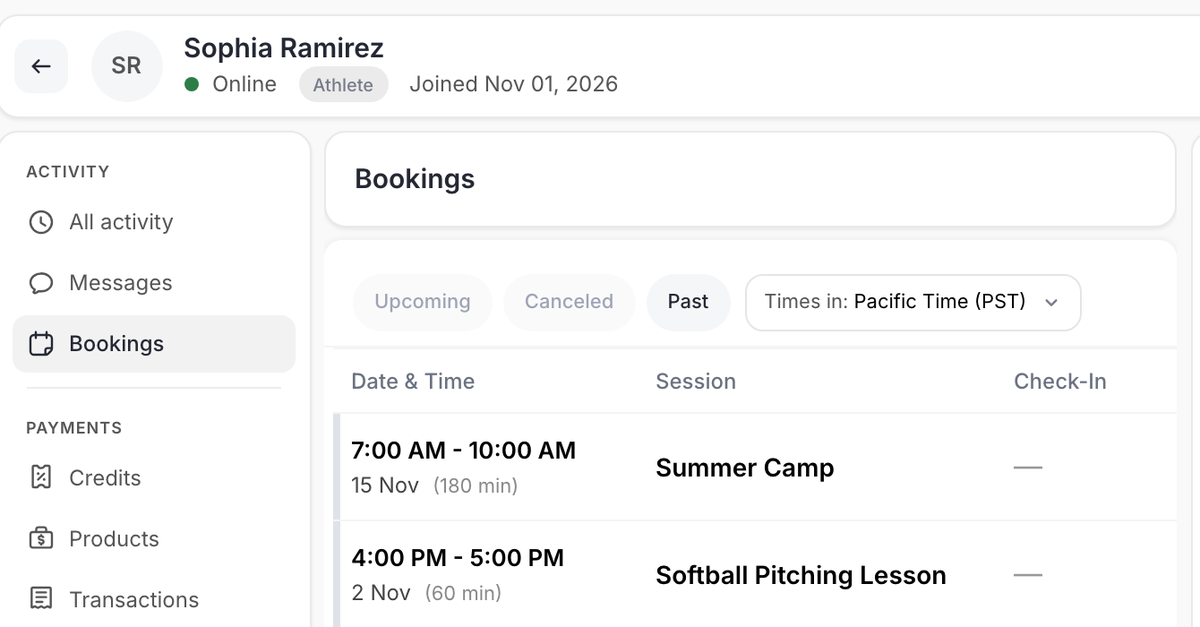 SR
Sophia Ramirez
Online
Athlete
Joined Nov 01, 2026
ACTIVITY
All activity
Messages
Bookings
PAYMENTS
Credits
Products
Transactions
Bookings
Upcoming
Canceled
Past
Times in: Pacific Time (PST)
Date & Time
Session
Check-In
7:00 AM - 10:00 AM
15 Nov (180 min)
Summer Camp
—
4:00 PM - 5:00 PM
2 Nov (60 min)
Softball Pitching Lesson
—